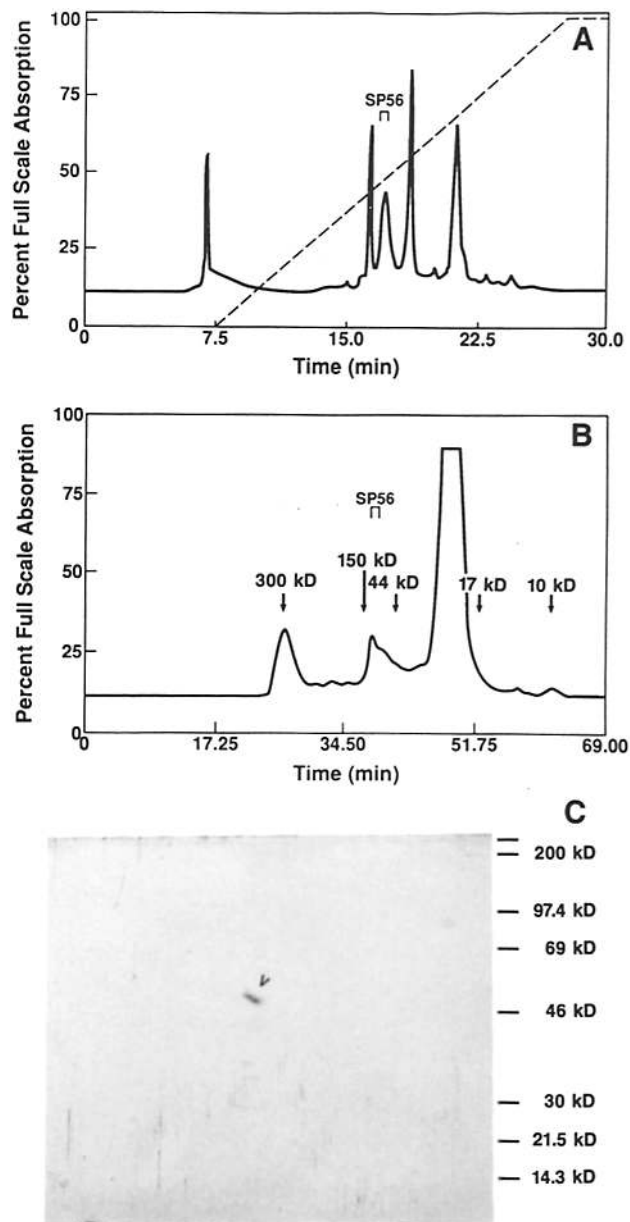 A
100
75
50
25
0
SP56
Percent Full Scale Absorption
0 7.5 15.0 22.5 30.0
Time (min)
B
100
75
50
25
0
SP56
300 kD
150 kD
44 kD
17 kD
10 kD
Percent Full Scale Absorption
0 17.25 34.50 51.75 69.00
Time (min)
C
200 kD
97.4 kD
69 kD
46 kD
30 kD
21.5 kD
14.3 kD